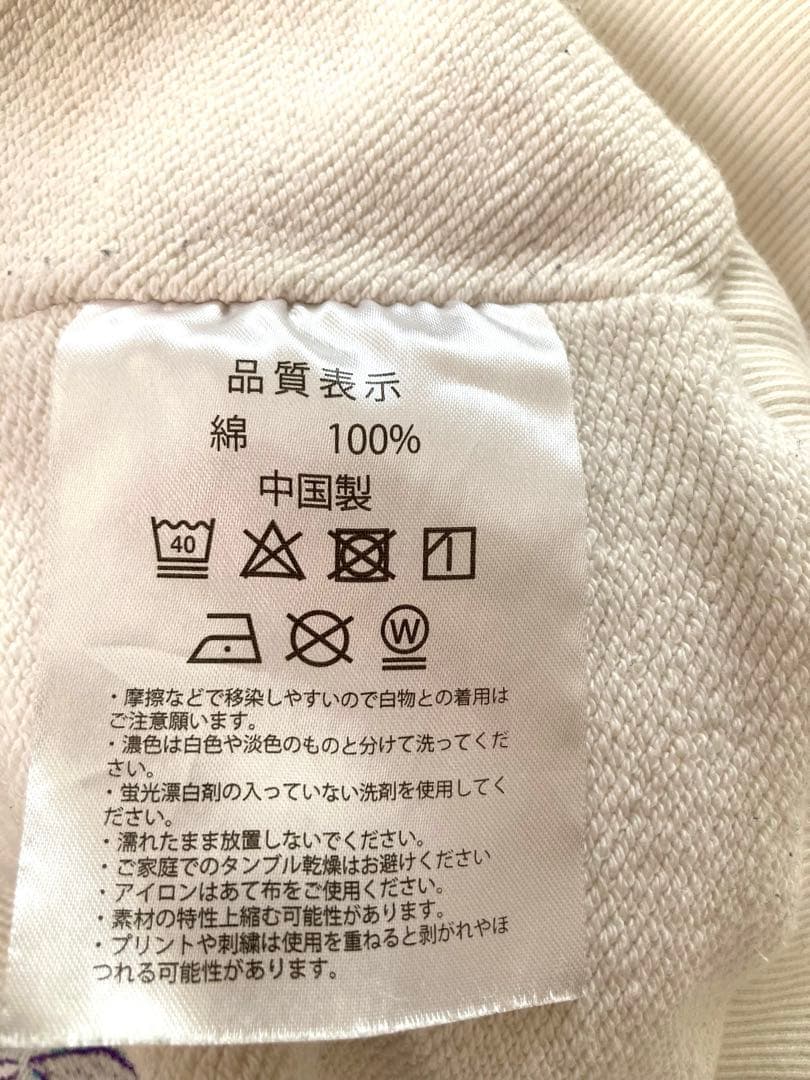 品質表示
綿 100%
中国製
40
W
・摩擦などで移染しやすいので白物との着用は
ご注意願います。
・濃色は白色や淡色のものと分けて洗ってくだ
さい。
・蛍光漂白剤の入っていない洗剤を使用してく
ださい。
・濡れたまま放置しないでください。
・ご家庭でのタンブル乾燥はお避けください
・アイロンはあて布をご使用ください。
・素材の特性上縮む可能性があります。
・プリントや刺繍は使用を重ねると剥がれやほ
つれる可能性があります。